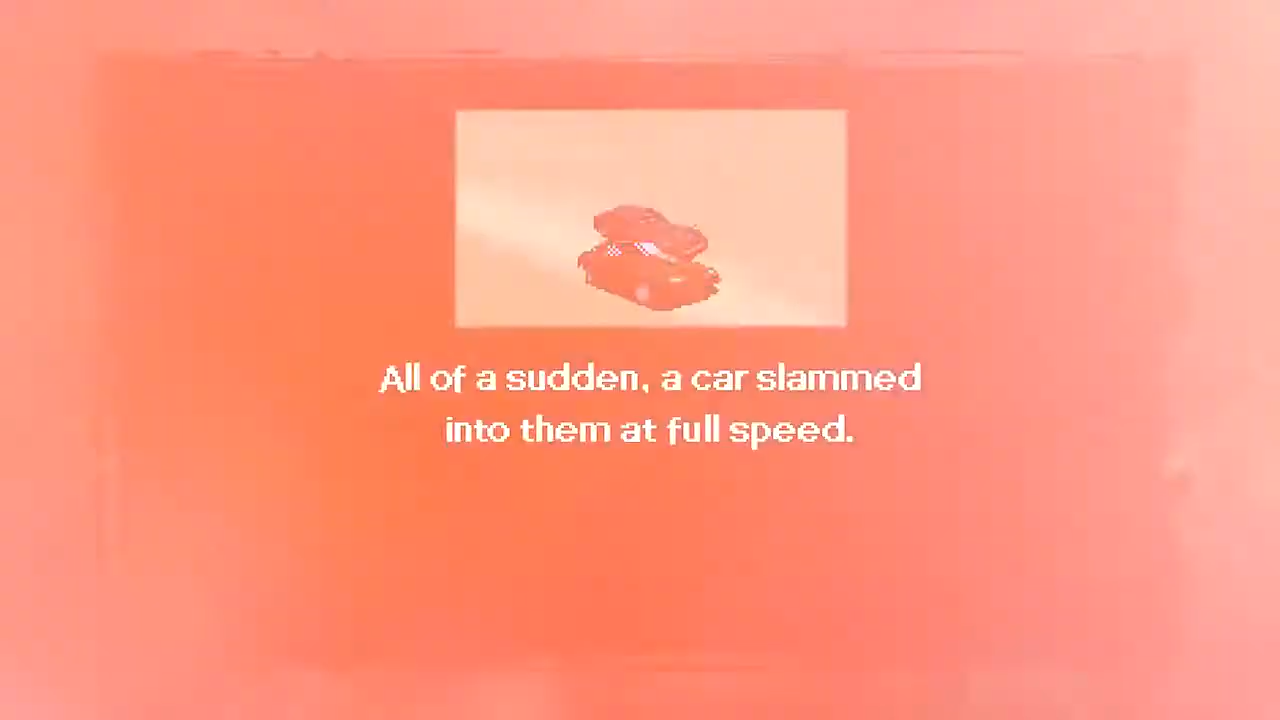 All of a sudden, a car slammed
into them at full speed.